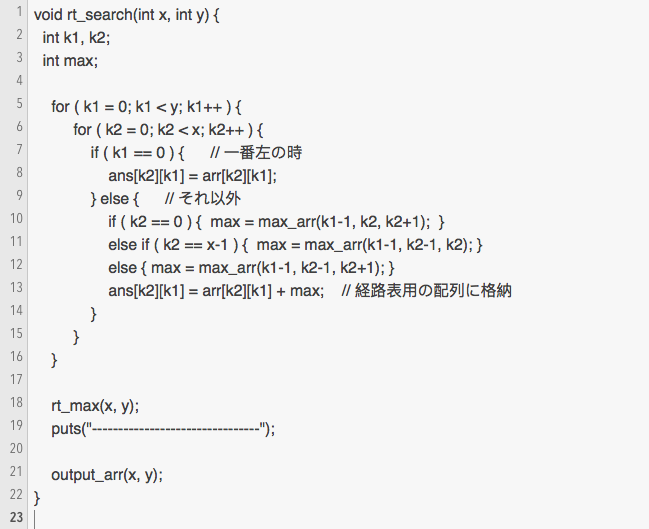 1 void rt_search(int x, int y) {
2 int k1, k2;
3 int max;
4
5 for ( k1 = 0; k1 < y; k1++ ) {
6 for ( k2 = 0; k2 < x; k2++ ) {
7 if ( k1 == 0 ) { // 一番左の時
8 ans[k2][k1] = arr[k2][k1];
9 } else { // それ以外
10 if ( k2 == 0 ) { max = max_arr(k1-1, k2, k2+1); }
11 else if ( k2 == x-1 ) { max = max_arr(k1-1, k2-1, k2); }
12 else { max = max_arr(k1-1, k2-1, k2+1); }
13 ans[k2][k1] = arr[k2][k1] + max; // 経路表用の配列に格納
14 }
15 }
16 }
17
18 rt_max(x, y);
19 puts("--------------------------------");
20
21 output_arr(x, y);
22 }
23